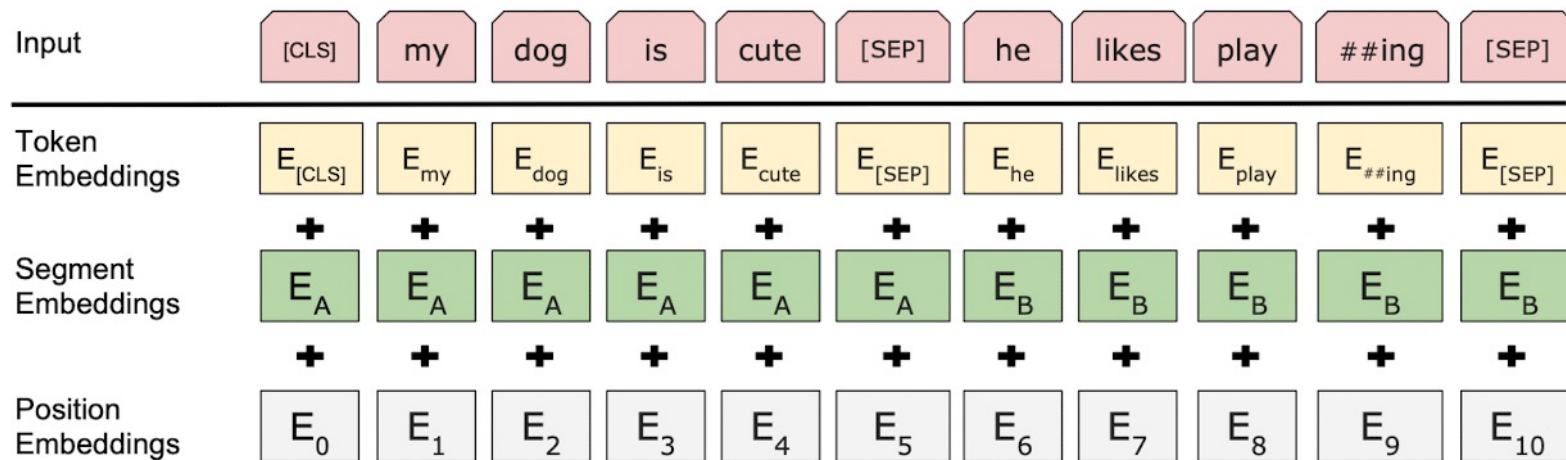 Input [CLS] my dog is cute [SEP] he likes play ##ing [SEP]
Token
Embeddings
E[CLS] Emy Edog Eis Ecute E[SEP] Ehe Elikes Eplay E##ing E[SEP]
+ + + + + + + + + + +
Segment
Embeddings
EA EA EA EA EA EA EB EB EB EB EB
+ + + + + + + + + + +
Position
Embeddings
E0 E1 E2 E3 E4 E5 E6 E7 E8 E9 E10